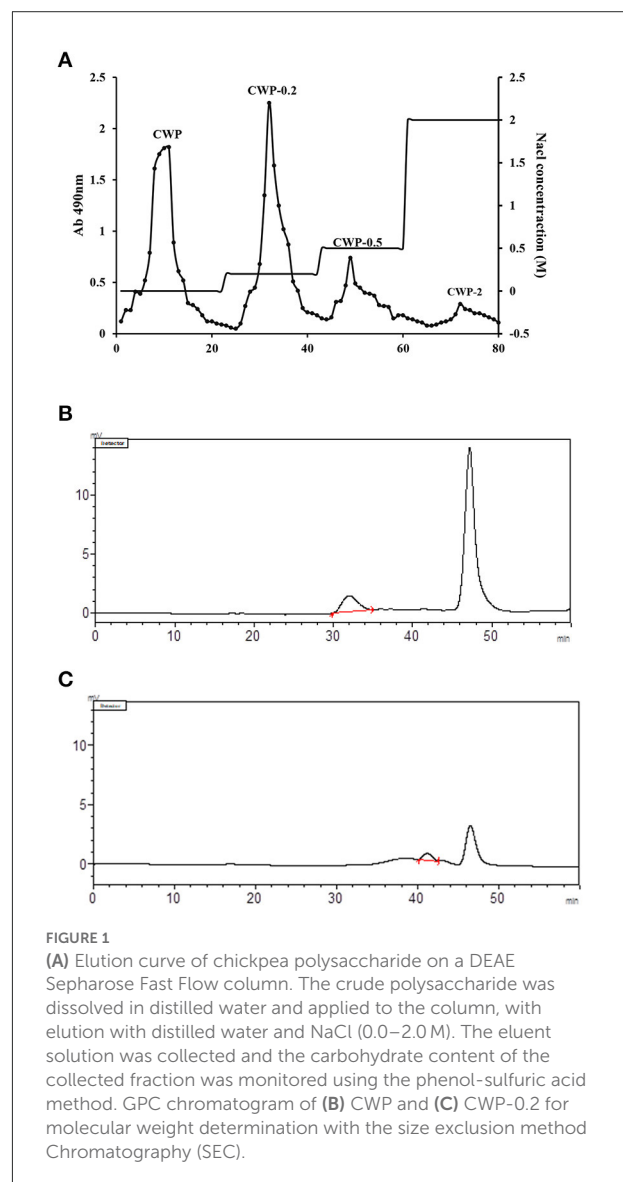 A
CWP
CWP-0.2
CWP-0.5
CWP-2
Ab 490nm
2.5
2
1.5
1
0.5
0
Nacl concentraction (M)
2.5
2
1.5
1
0.5
0
-0.5
0 20 40 60 80
B
mV
Detector
10
5
0
0 10 20 30 40 50 min
C
mV
Detector
10
5
0
0 10 20 30 40 50 min
FIGURE 1
(A) Elution curve of chickpea polysaccharide on a DEAE
Sepharose Fast Flow column. The crude polysaccharide was
dissolved in distilled water and applied to the column, with
elution with distilled water and NaCl (0.0–2.0 M). The eluent
solution was collected and the carbohydrate content of the
collected fraction was monitored using the phenol-sulfuric acid
method. GPC chromatogram of (B) CWP and (C) CWP-0.2 for
molecular weight determination with the size exclusion method
Chromatography (SEC).